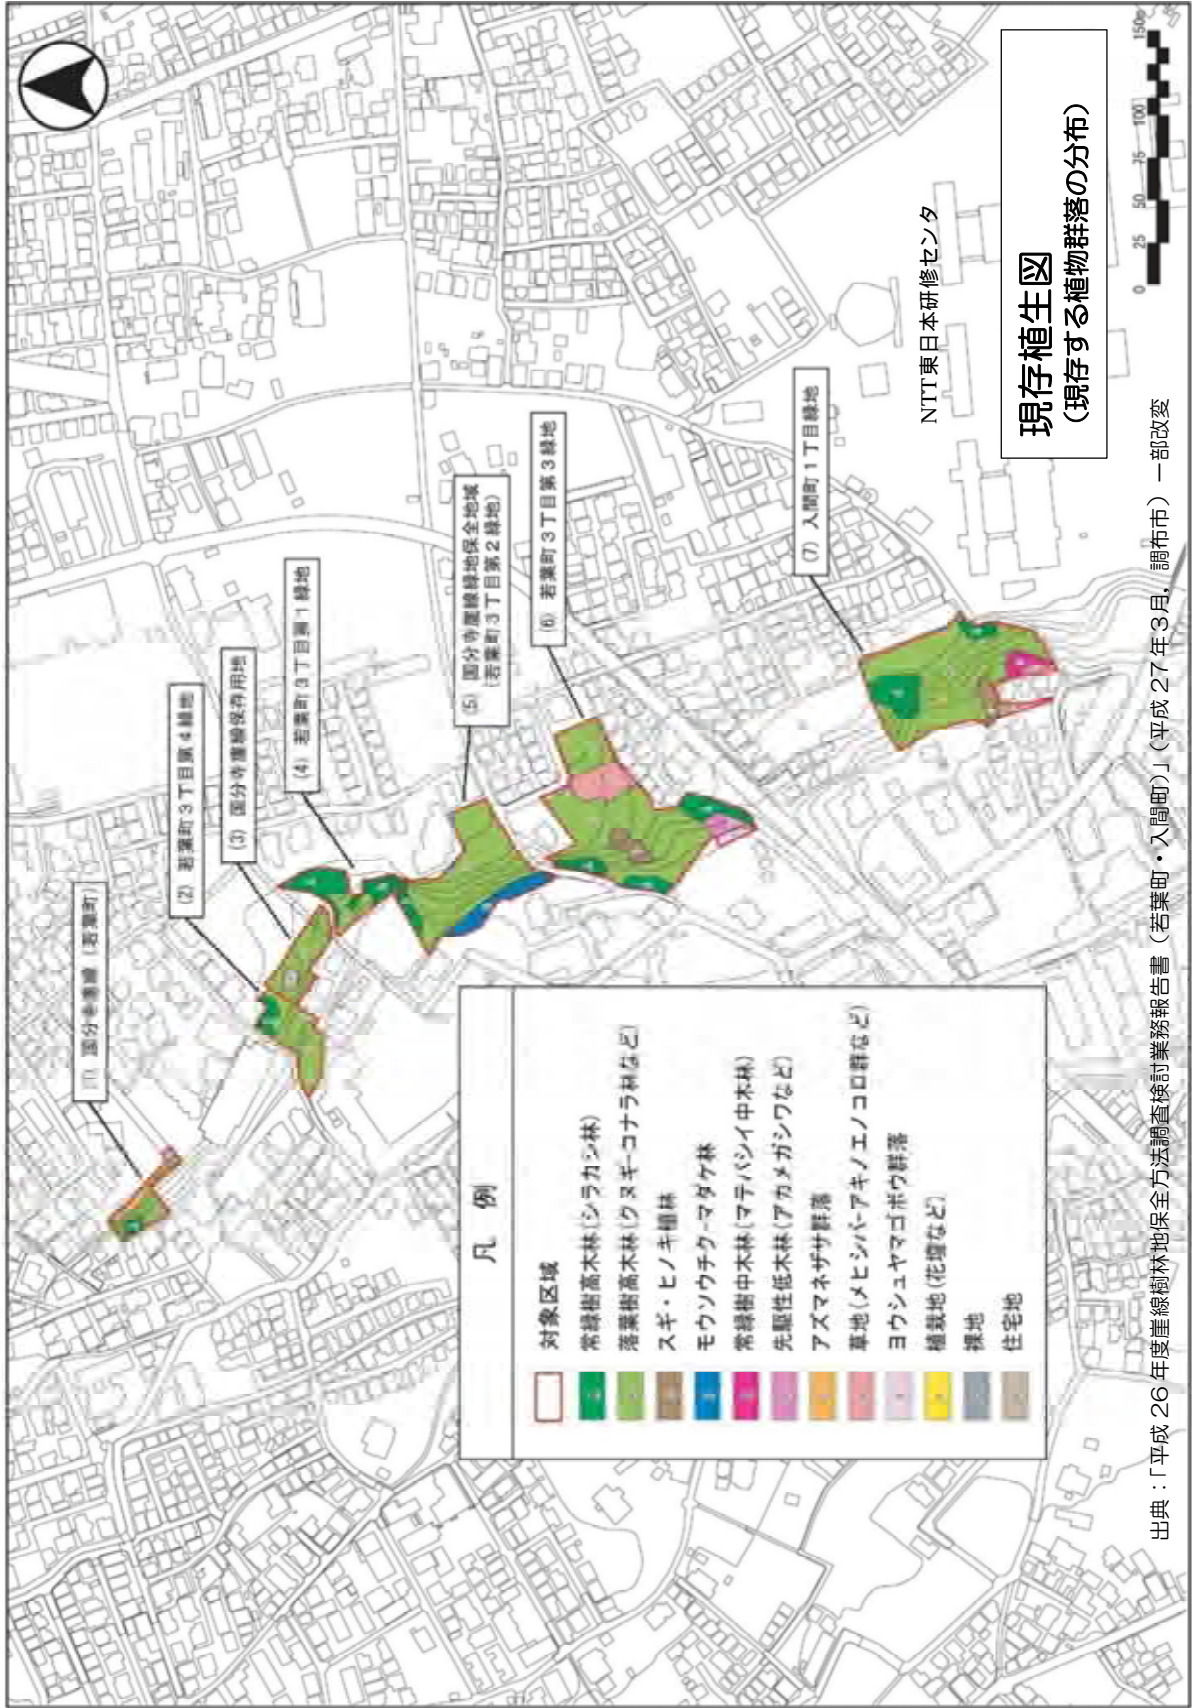 現存植生図
（現存する植物群落の分布）
0 25 50 75 100 150m
NTT東日本研修センタ
(1) 国分寺崖線（若葉町）
(2) 若葉町3丁目第4緑地
(3) 国分寺崖線保存用地
(4) 若葉町3丁目第1緑地
(5) 国分寺崖線緑地保全地域
（若葉町3丁目第2緑地）
(6) 若葉町3丁目第3緑地
(7) 入間町1丁目緑地
凡 例
対象区域
常緑樹高木林(シラカシ林)
落葉樹高木林(クヌギ-コナラ林など)
スギ・ヒノキ植林
モウソウチク-マダケ林
常緑樹中木林(マテバシイ中木林)
先駆性低木林(アカメガシワなど)
アズマネザサ群落
草地(メヒシバ-アキノエノコロ群など)
ヨウシュヤマゴボウ群落
植栽地(花壇など)
裸地
住宅地
出典：「平成26年度崖線樹林地保全方法調査検討業務報告書（若葉町・入間町）」（平成27年3月，調布市）一部改変